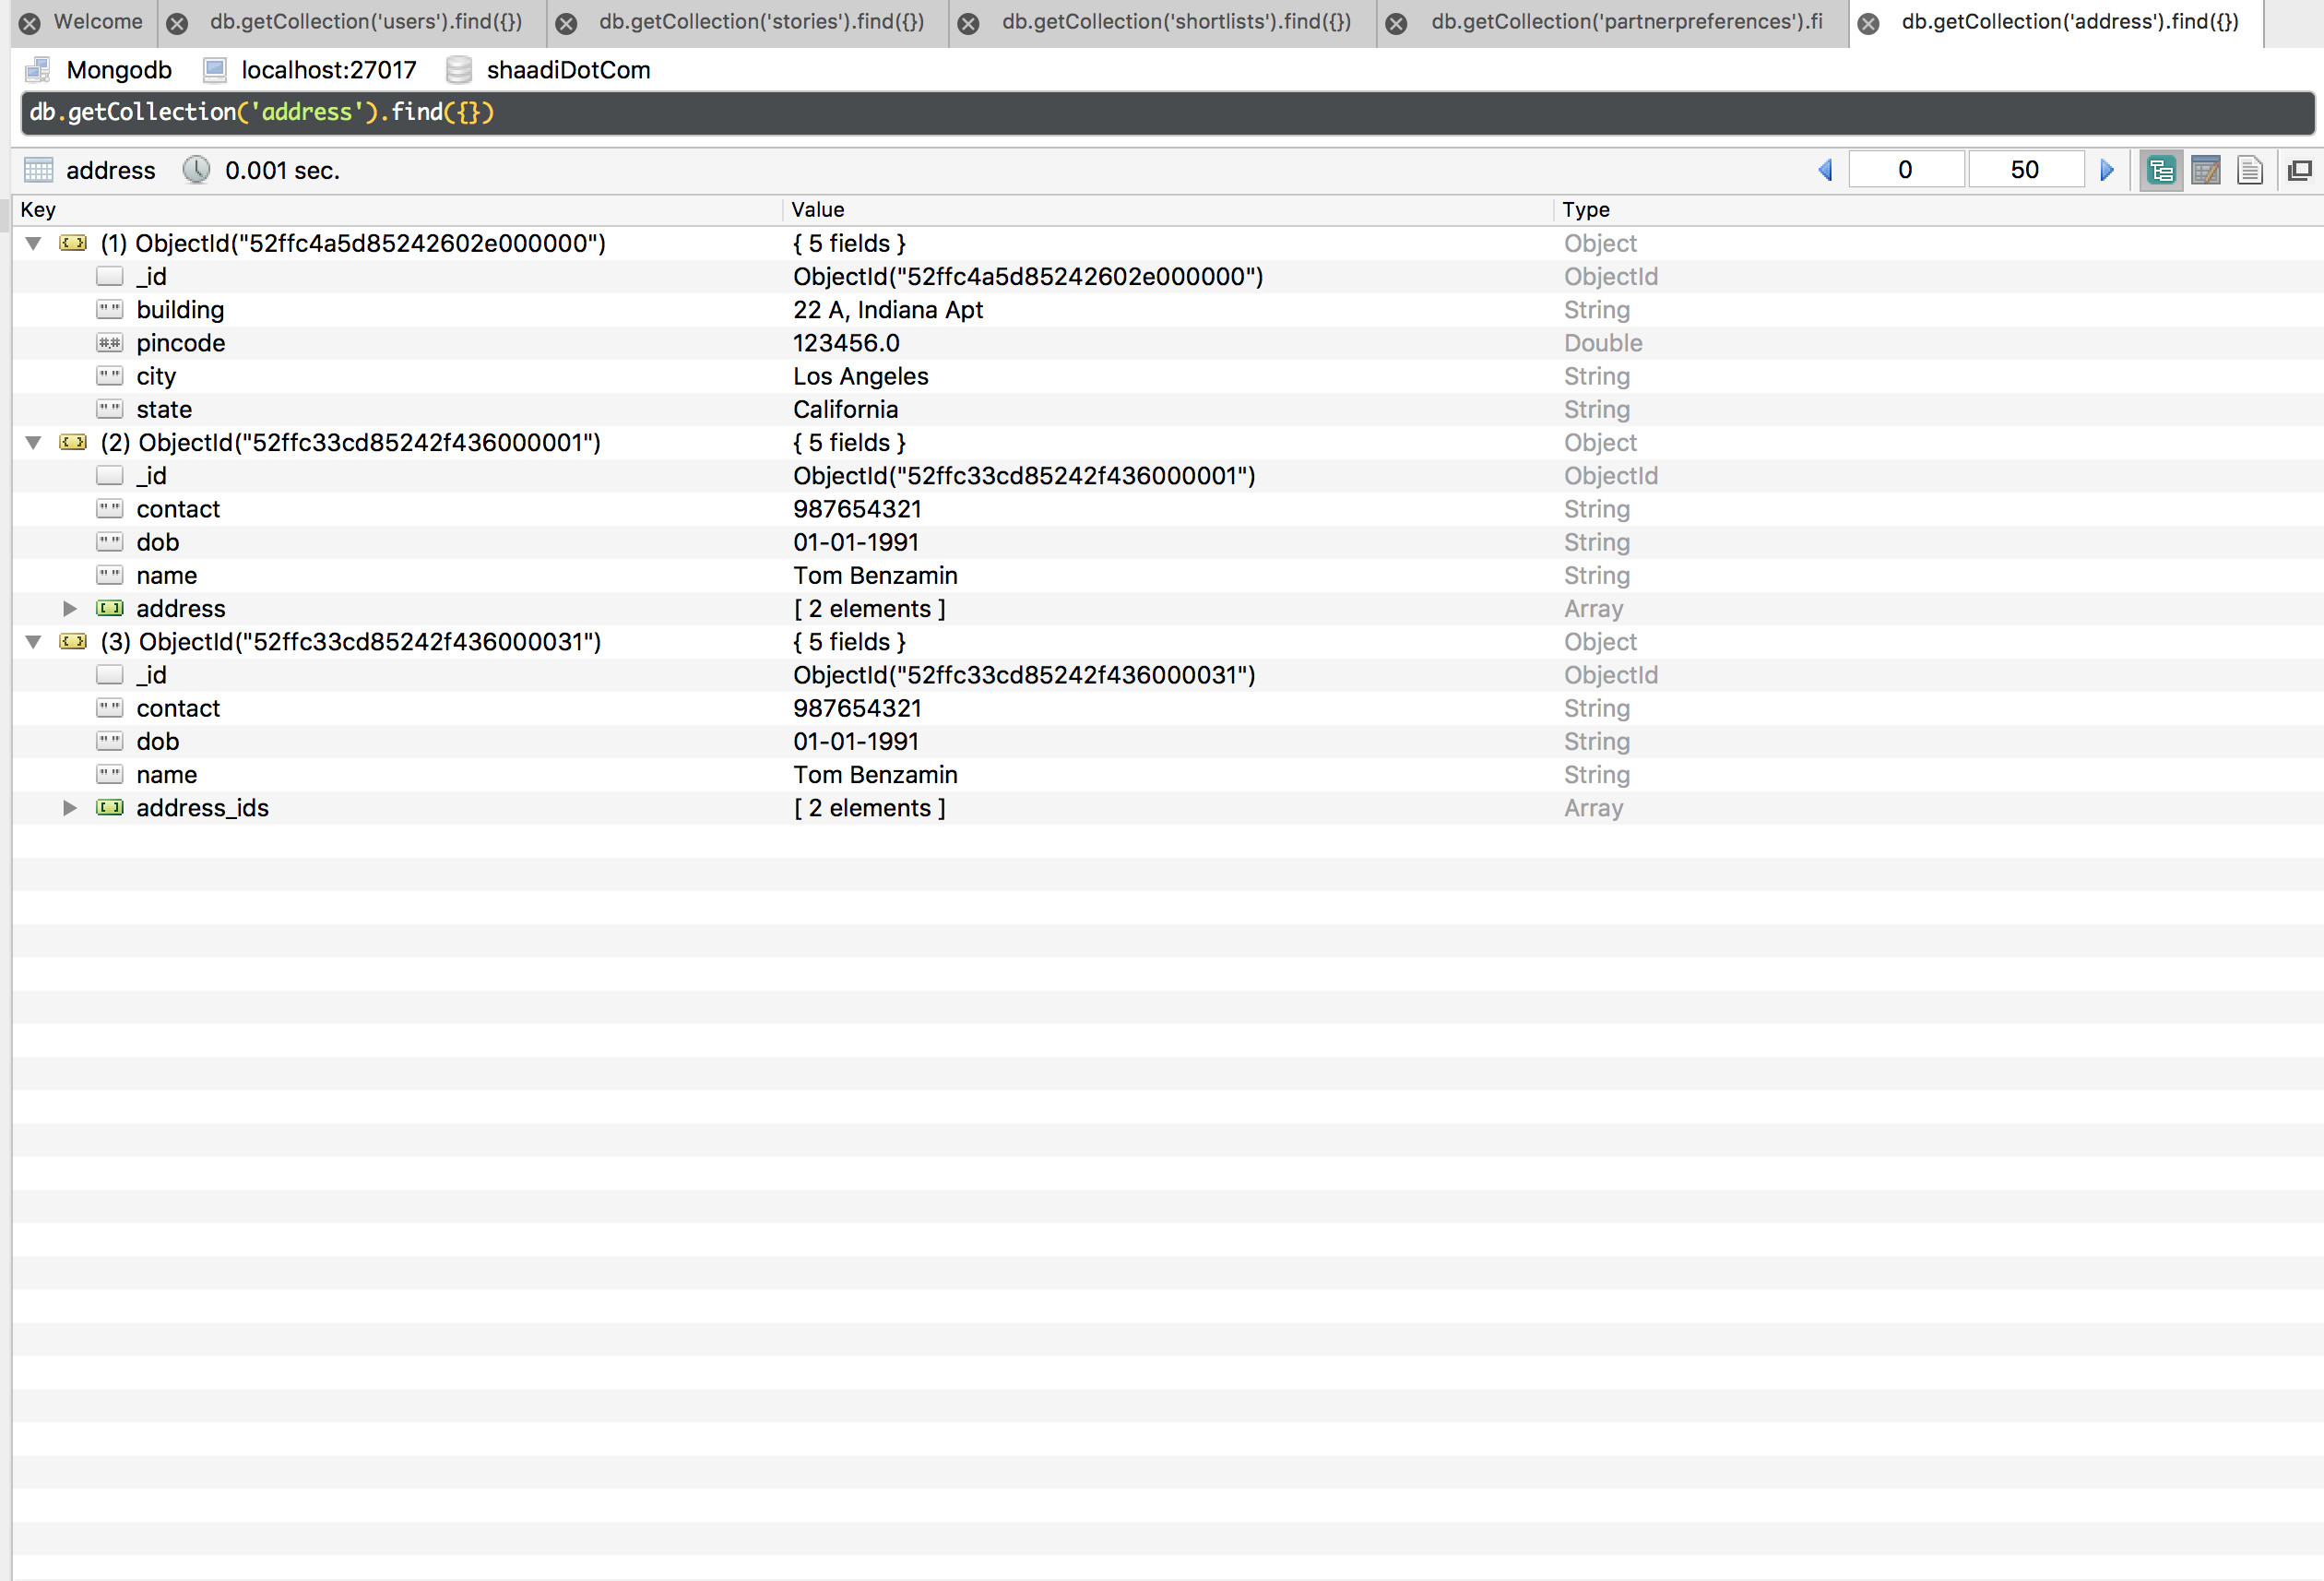 Welcome db.getCollection('users').find({}) db.getCollection('stories').find({}) db.getCollection('shortlists').find({}) db.getCollection('partnerpreferences').fi db.getCollection('address').find({})
Mongodb localhost:27017 shaadiDotCom
db.getCollection('address').find({})
address 0.001 sec. 0 50
Key Value Type
(1) ObjectId("52ffc4a5d85242602e000000") { 5 fields } Object
_id ObjectId("52ffc4a5d85242602e000000") ObjectId
building 22 A, Indiana Apt String
pincode 123456.0 Double
city Los Angeles String
state California String
(2) ObjectId("52ffc33cd85242f436000001") { 5 fields } Object
_id ObjectId("52ffc33cd85242f436000001") ObjectId
contact 987654321 String
dob 01-01-1991 String
name Tom Benzamin String
address [ 2 elements ] Array
(3) ObjectId("52ffc33cd85242f436000031") { 5 fields } Object
_id ObjectId("52ffc33cd85242f436000031") ObjectId
contact 987654321 String
dob 01-01-1991 String
name Tom Benzamin String
address_ids [ 2 elements ] Array